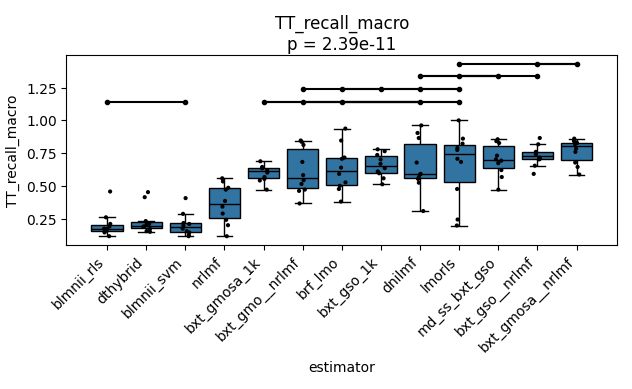 TT_recall_macro
p = 2.39e-11
TT_recall_macro
1.25
1.00
0.75
0.50
0.25
blmnii_rls
dthybrid
blmnii_svm
nrlmf
bxt_gmosa_1k
bxt_gmo__nrlmf
brf_lmo
bxt_gso_1k
dnilmf
lmorls
md_ss_bxt_gso
bxt_gso__nrlmf
bxt_gmosa__nrlmf
estimator